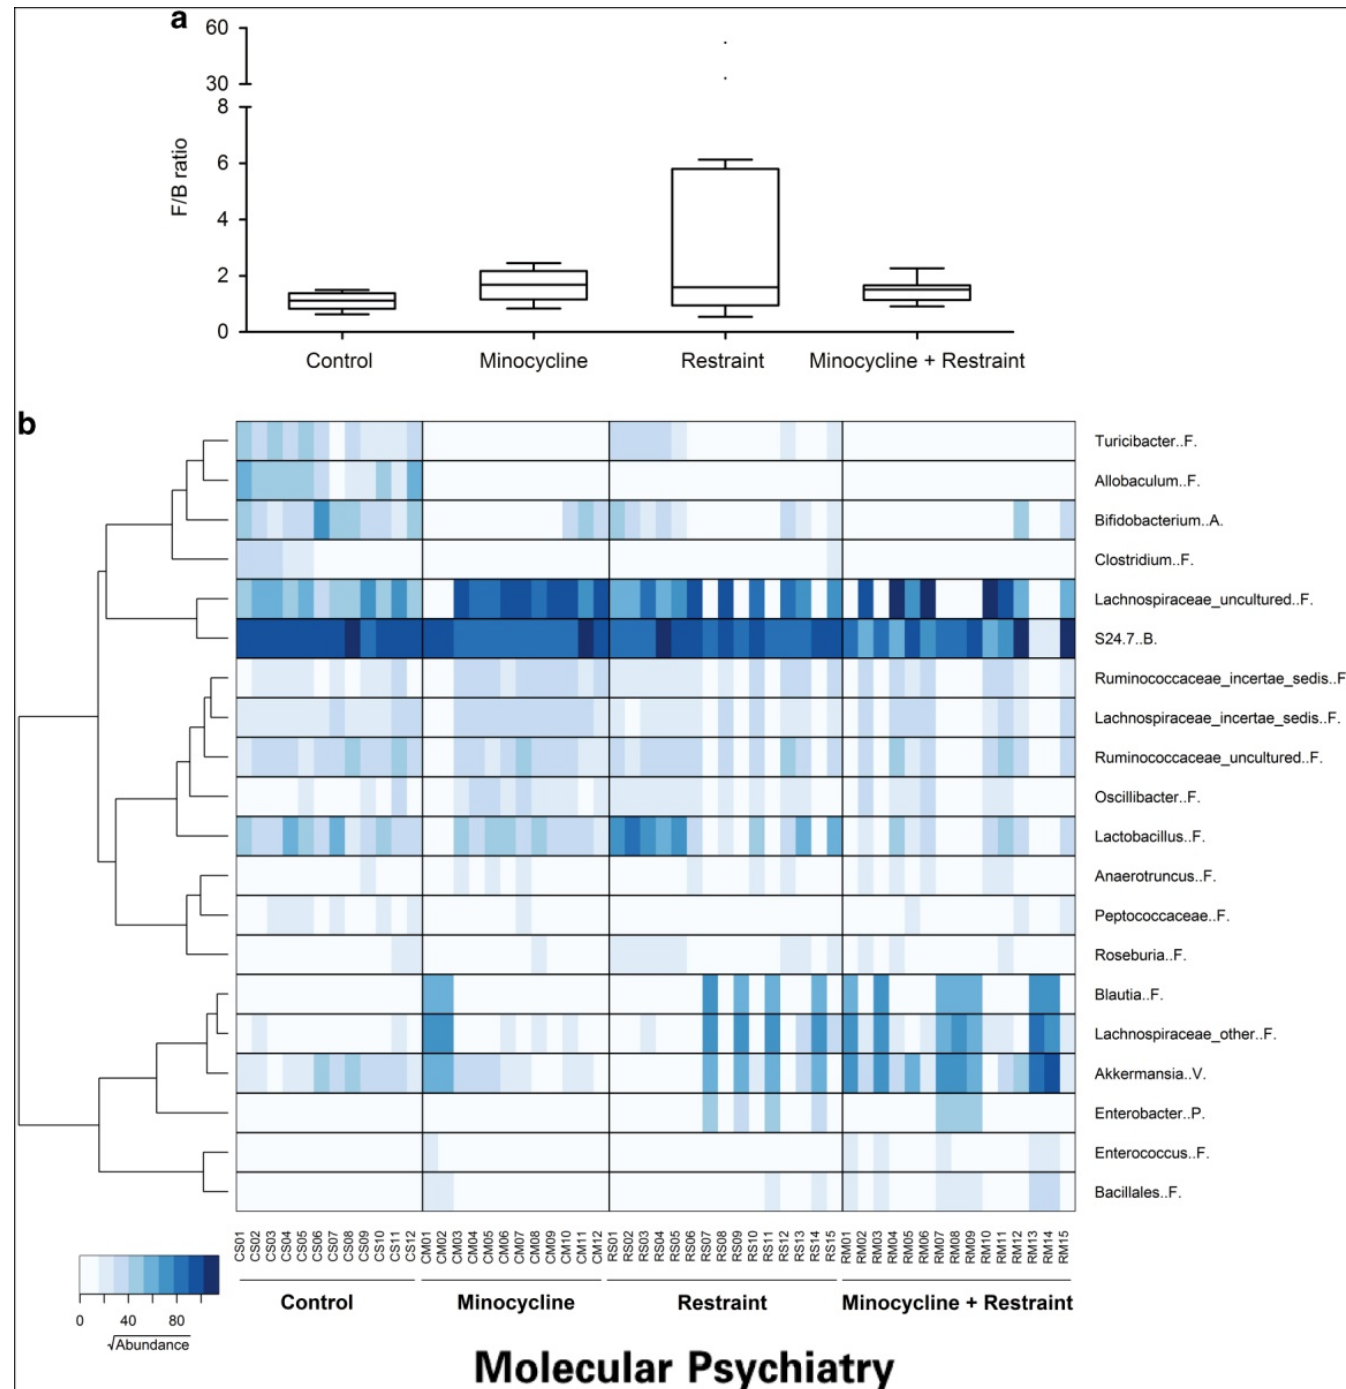 a
60
30
8
6
4
2
0
F/B ratio
Control Minocycline Restraint Minocycline + Restraint
b
Turicibacter..F.
Allobaculum..F.
Bifidobacterium..A.
Clostridium..F.
Lachnospiraceae_uncultured..F.
S24.7..B.
Ruminococcaceae_incertae_sedis..F
Lachnospiraceae_incertae_sedis..F.
Ruminococcaceae_uncultured..F.
Oscillibacter..F.
Lactobacillus..F.
Anaerotruncus..F.
Peptococcaceae..F.
Roseburia..F.
Blautia..F.
Lachnospiraceae_other..F.
Akkermansia..V.
Enterobacter..P.
Enterococcus..F.
Bacillales..F.
CS01 CS02 CS03 CS04 CS05 CS06 CS07 CS08 CS09 CS10 CS11 CS12 CM01 CM02 CM03 CM04 CM05 CM06 CM07 CM08 CM09 CM10 CM11 CM12 RS01 RS02 RS03 RS04 RS05 RS06 RS07 RS08 RS09 RS10 RS11 RS12 RS13 RS14 RS15 RM01 RM02 RM03 RM04 RM05 RM06 RM07 RM08 RM09 RM10 RM11 RM12 RM13 RM14 RM15
Control Minocycline Restraint Minocycline + Restraint
0 40 80
√Abundance
Molecular Psychiatry